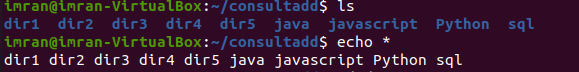 imran@imran-VirtualBox:~/consultadd$ ls
dir1 dir2 dir3 dir4 dir5 java javascript Python sql
imran@imran-VirtualBox:~/consultadd$ echo *
dir1 dir2 dir3 dir4 dir5 java javascript Python sql